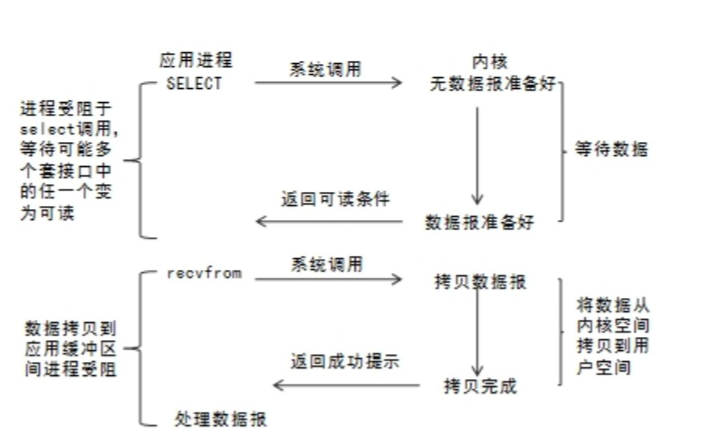 应用进程
SELECT
系统调用
内核
无数据报准备好
进程受阻于
select调用，
等待可能多
个套接口中
的任一个变
为可读
等待数据
返回可读条件
数据报准备好
recvfrom
系统调用
拷贝数据报
数据拷贝到
应用缓冲区
间进程受阻
将数据从
内核空间
拷贝到用
户空间
返回成功提示
拷贝完成
处理数据报